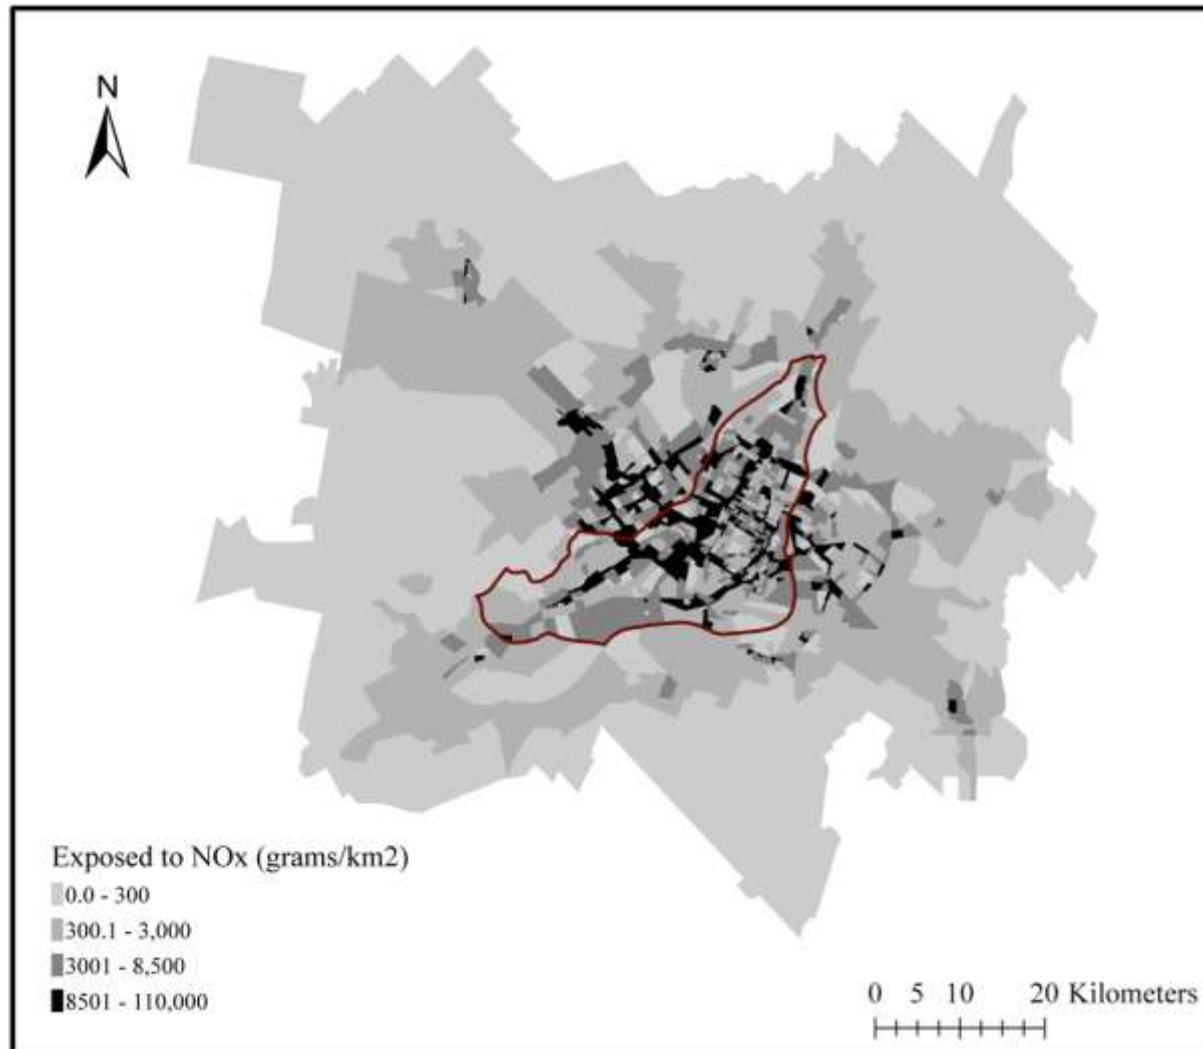 N
Exposed to NOx (grams/km2)
0.0 - 300
300.1 - 3,000
3001 - 8,500
8501 - 110,000
0 5 10 20 Kilometers